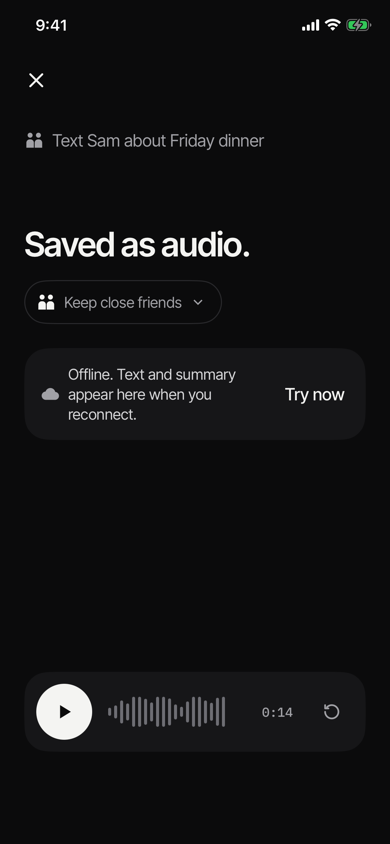 9:41
Text Sam about Friday dinner
Saved as audio.
Keep close friends
Offline. Text and summary
appear here when you
reconnect.
Try now
0:14